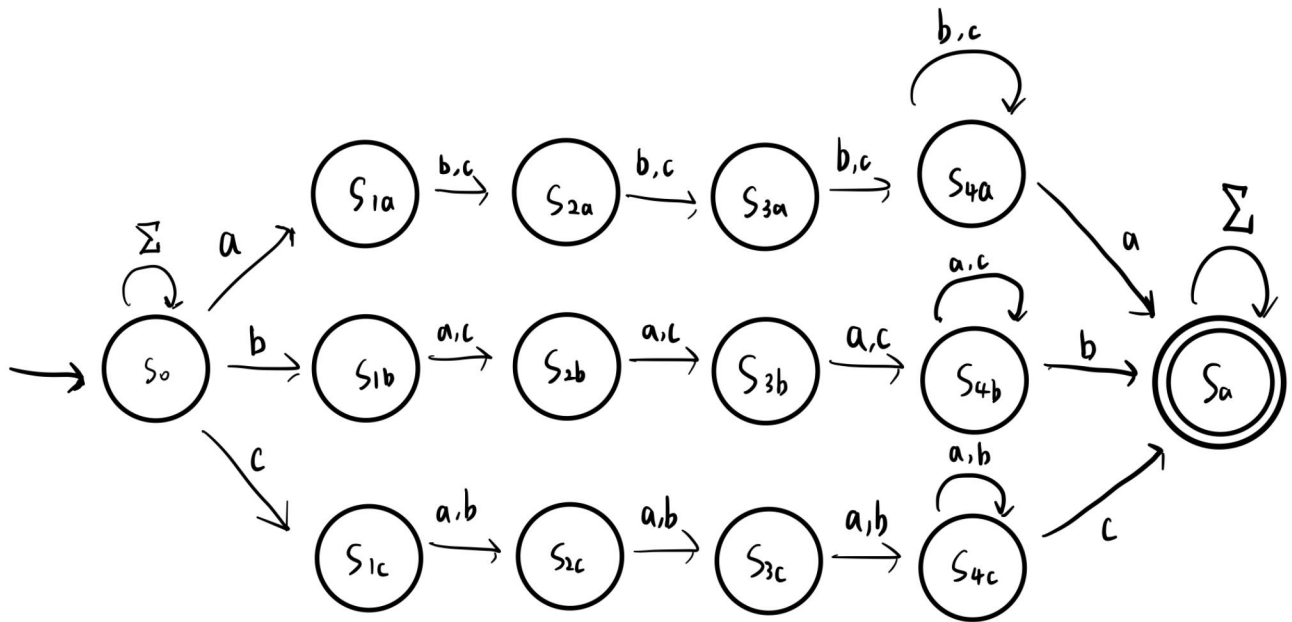 b,c
S1a b,c S2a b,c S3a b,c S4a
Σ a a Σ
a,c
S0 b S1b a,c S2b a,c S3b a,c S4b b Sa
a,b
c S1c a,b S2c a,b S3c a,b S4c c